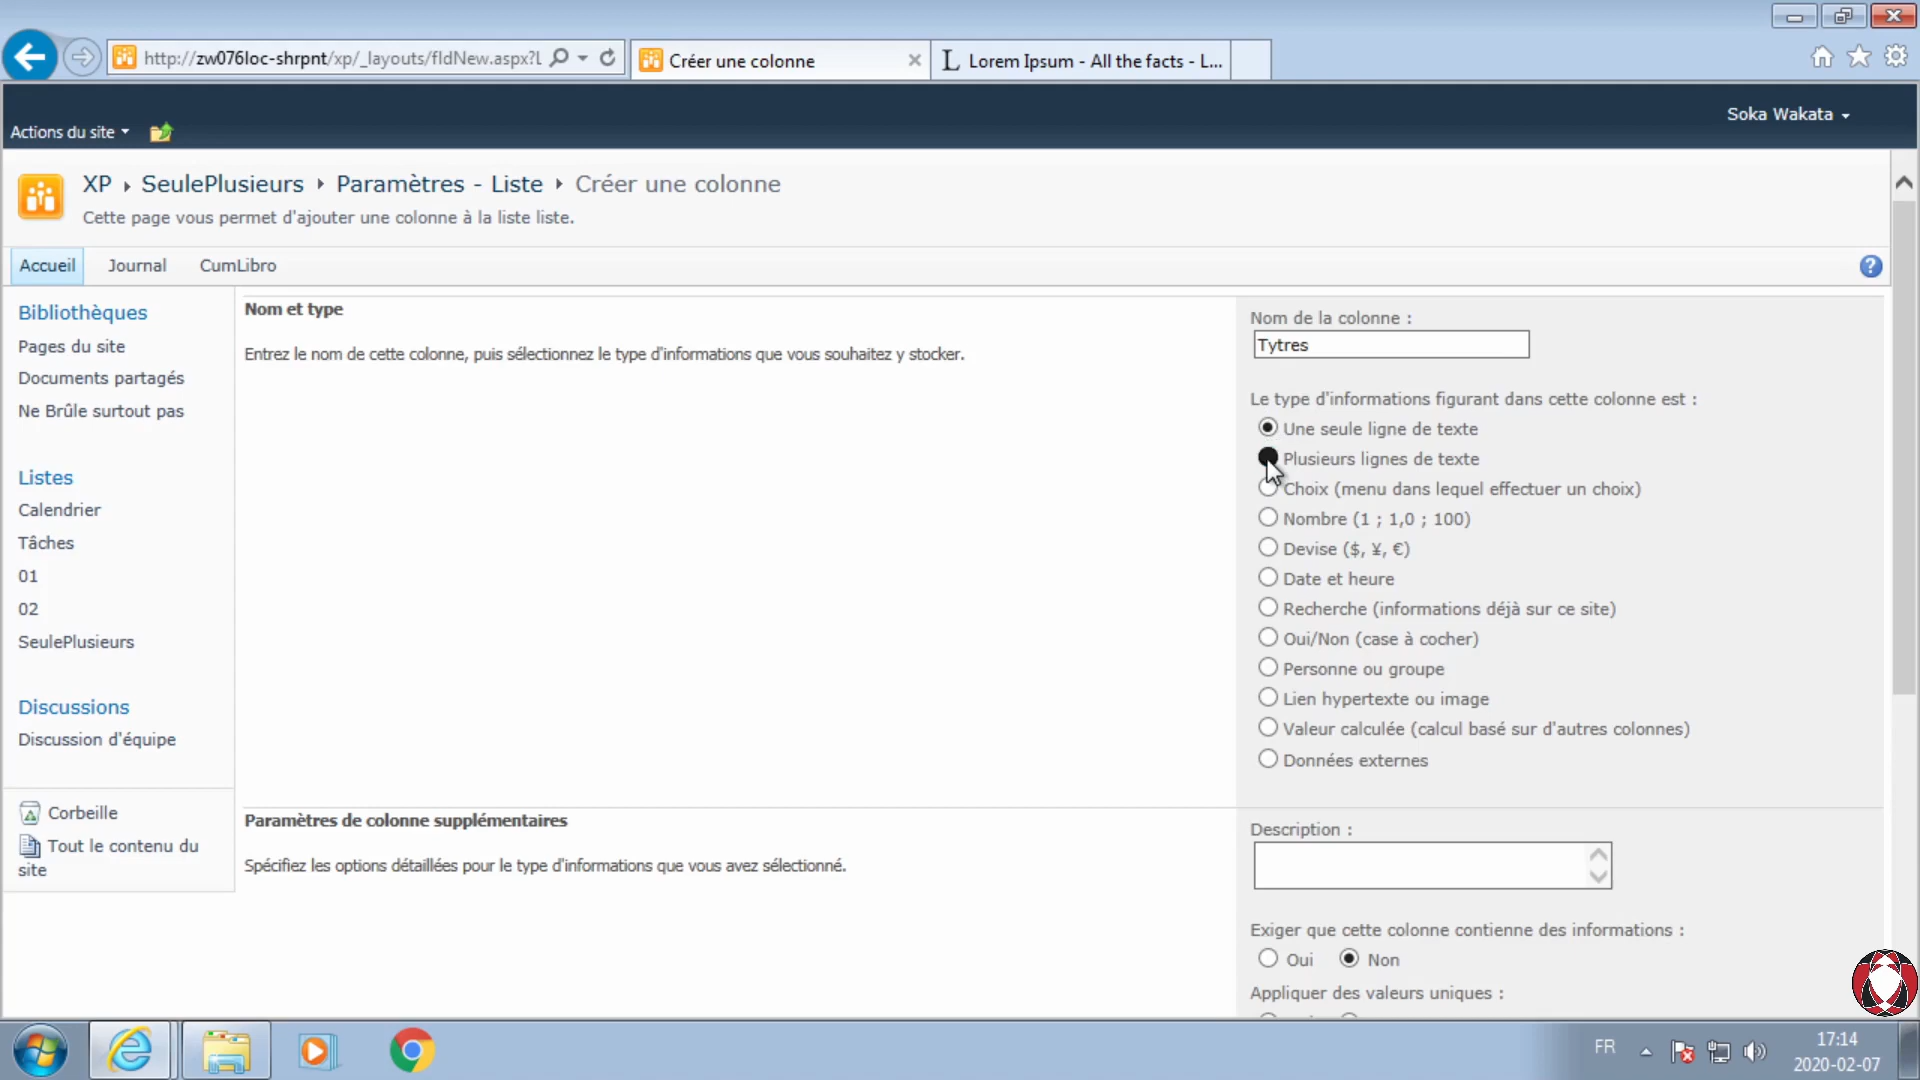 http://zw076loc-shrpnt/xp/_layouts/fldNew.aspx?L
Créer une colonne
Lorem Ipsum - All the facts - L...
Soka Wakata
Actions du site
XP SeulePlusieurs Paramètres - Liste Créer une colonne
Cette page vous permet d'ajouter une colonne à la liste liste.
Accueil Journal CumLibro
Bibliothèques
Pages du site
Documents partagés
Ne Brûle surtout pas
Listes
Calendrier
Tâches
01
02
SeulePlusieurs
Discussions
Discussion d'équipe
Corbeille
Tout le contenu du
site
Nom et type
Entrez le nom de cette colonne, puis sélectionnez le type d'informations que vous souhaitez y stocker.
Nom de la colonne :
Tytres
Le type d'informations figurant dans cette colonne est :
Une seule ligne de texte
Plusieurs lignes de texte
Choix (menu dans lequel effectuer un choix)
Nombre (1 ; 1,0 ; 100)
Devise ($, ¥, €)
Date et heure
Recherche (informations déjà sur ce site)
Oui/Non (case à cocher)
Personne ou groupe
Lien hypertexte ou image
Valeur calculée (calcul basé sur d'autres colonnes)
Données externes
Paramètres de colonne supplémentaires
Spécifiez les options détaillées pour le type d'informations que vous avez sélectionné.
Description :
Exiger que cette colonne contienne des informations :
Oui Non
Appliquer des valeurs uniques :
FR
17:14
2020-02-07